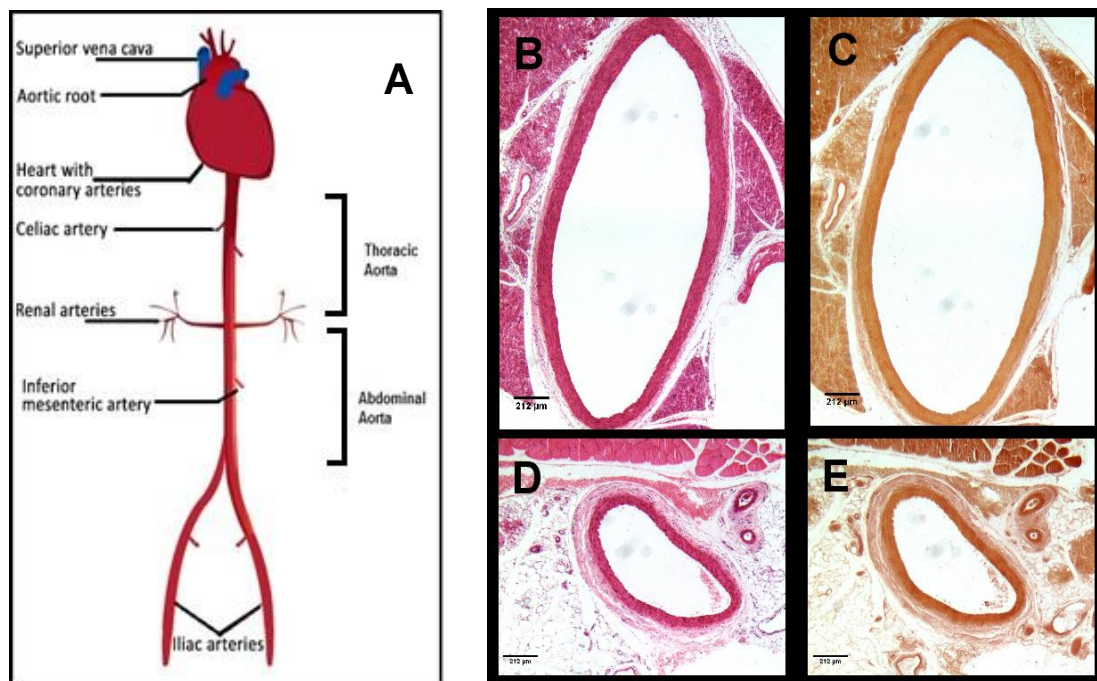 Superior vena cava
A
Aortic root
Heart with
coronary arteries
Celiac artery
Thoracic
Aorta
Renal arteries
Inferior
mesenteric artery
Abdominal
Aorta
Iliac arteries
B
212 µm
C
212 µm
D
212 µm
E
212 µm